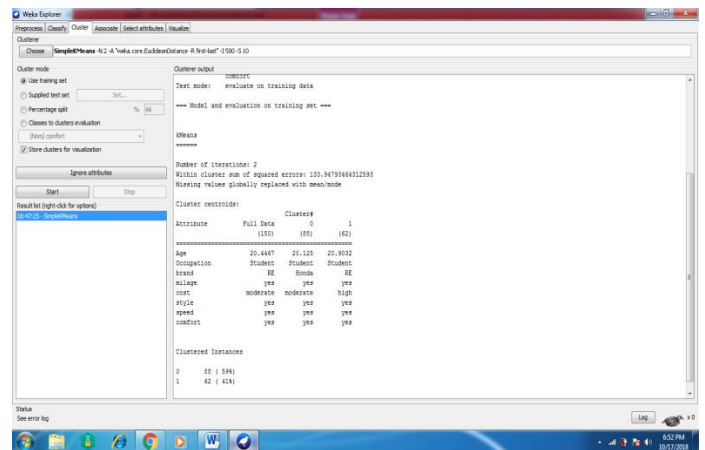 Weka Explorer
Preprocess Classify Cluster Associate Select attributes Visualize
Clusterer
Choose SimpleKMeans -N 2 -A "weka.core.EuclideanDistance -R first-last" -I 500 -S 10
Cluster mode
Use training set
Supplied test set Set...
Percentage split % 66
Classes to clusters evaluation
(Nom) comfort
Store clusters for visualization
Ignore attributes
Start Stop
Result list (right-click for options)
18:47:25 - SimpleKMeans
Clusterer output
comfort
Test mode: evaluate on training data
=== Model and evaluation on training set ===
kMeans
======
Number of iterations: 2
Within cluster sum of squared errors: 133.94793464312893
Missing values globally replaced with mean/mode
Cluster centroids:
Cluster#
Attribute Full Data 0 1
(150) (88) (62)
Age 20.4467 20.125 20.9032
Occupation Student Student Student
brand RE Honda RE
milage yes yes yes
cost moderate moderate high
style yes yes yes
speed yes yes yes
comfort yes yes yes
Clustered Instances
0 88 ( 59%)
1 62 ( 41%)
Status
See error log
Log x 0
6:52 PM
10/17/2018